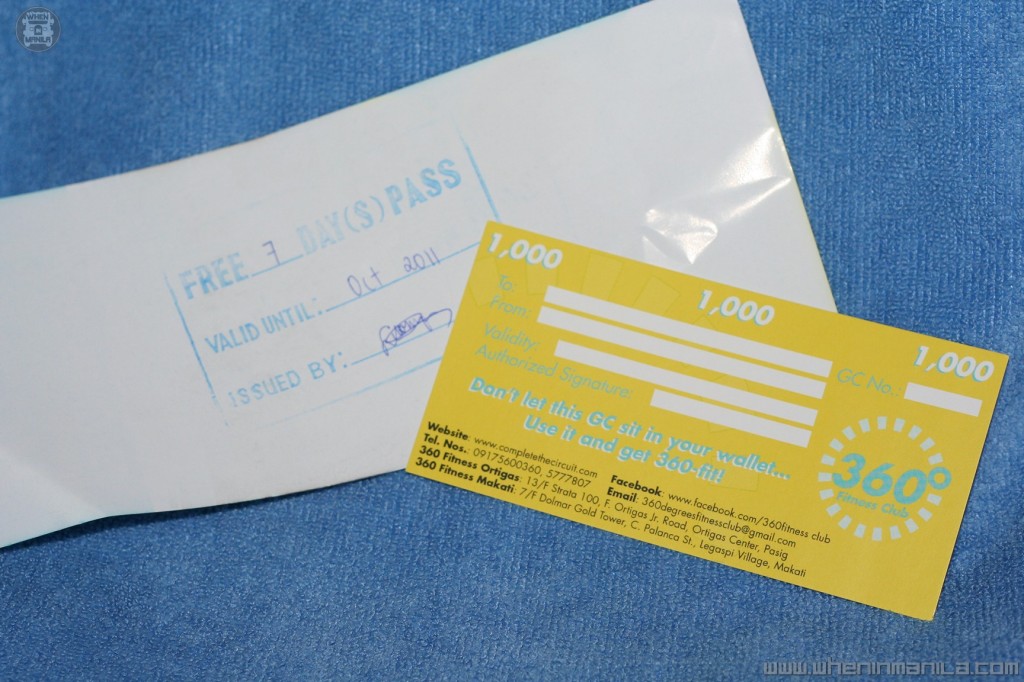 WHEN
IN
MANILA
FREE 7 DAY(S) PASS
VALID UNTIL: Oct 2011
ISSUED BY:
1,000
1,000
1,000
To:
From:
Validity:
Authorized Signature:
GC No.:
Don't let this GC sit in your wallet...
Use it and get 360-fit!
360°
Fitness Club
Website: www.completethecircuit.com
Facebook: www.facebook.com/360fitness club
Tel. Nos.: 09175600360, 5777807
Email: 360degreesfitnessclub@gmail.com
360 Fitness Ortigas: 13/F Strata 100, F. Ortigas Jr. Road, Ortigas Center, Pasig
360 Fitness Makati: 7/F Dolmar Gold Tower, C. Palanca St., Legaspi Village, Makati
www.wheninmanila.com